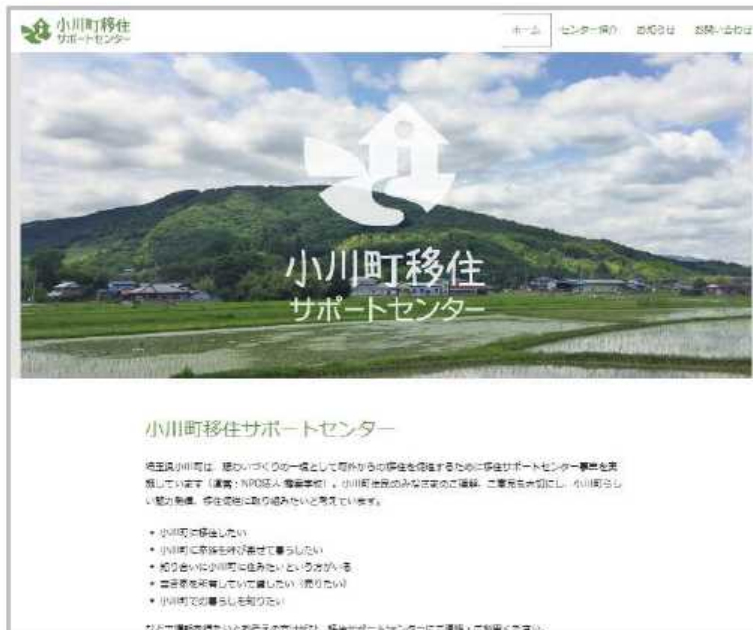 小川町移住
サポートセンター
ホーム センター紹介 お知らせ お問い合わせ
小川町移住
サポートセンター
小川町移住サポートセンター
埼玉県小川町は、賑わいづくりの一環として町外からの移住を促進するために移住サポートセンター事業を実
施しています（運営：NPO法人 霜里学校）。小川町住民のみなさまのご理解、ご意見を大切にし、小川町らし
い魅力発信、移住促進に取り組みたいと考えています。
• 小川町に移住したい
• 小川町に家族を呼び寄せて暮らしたい
• 知り合いに小川町に住みたいという方がいる
• 空き家を所有していて貸したい（売りたい）
• 小川町での暮らしを知りたい